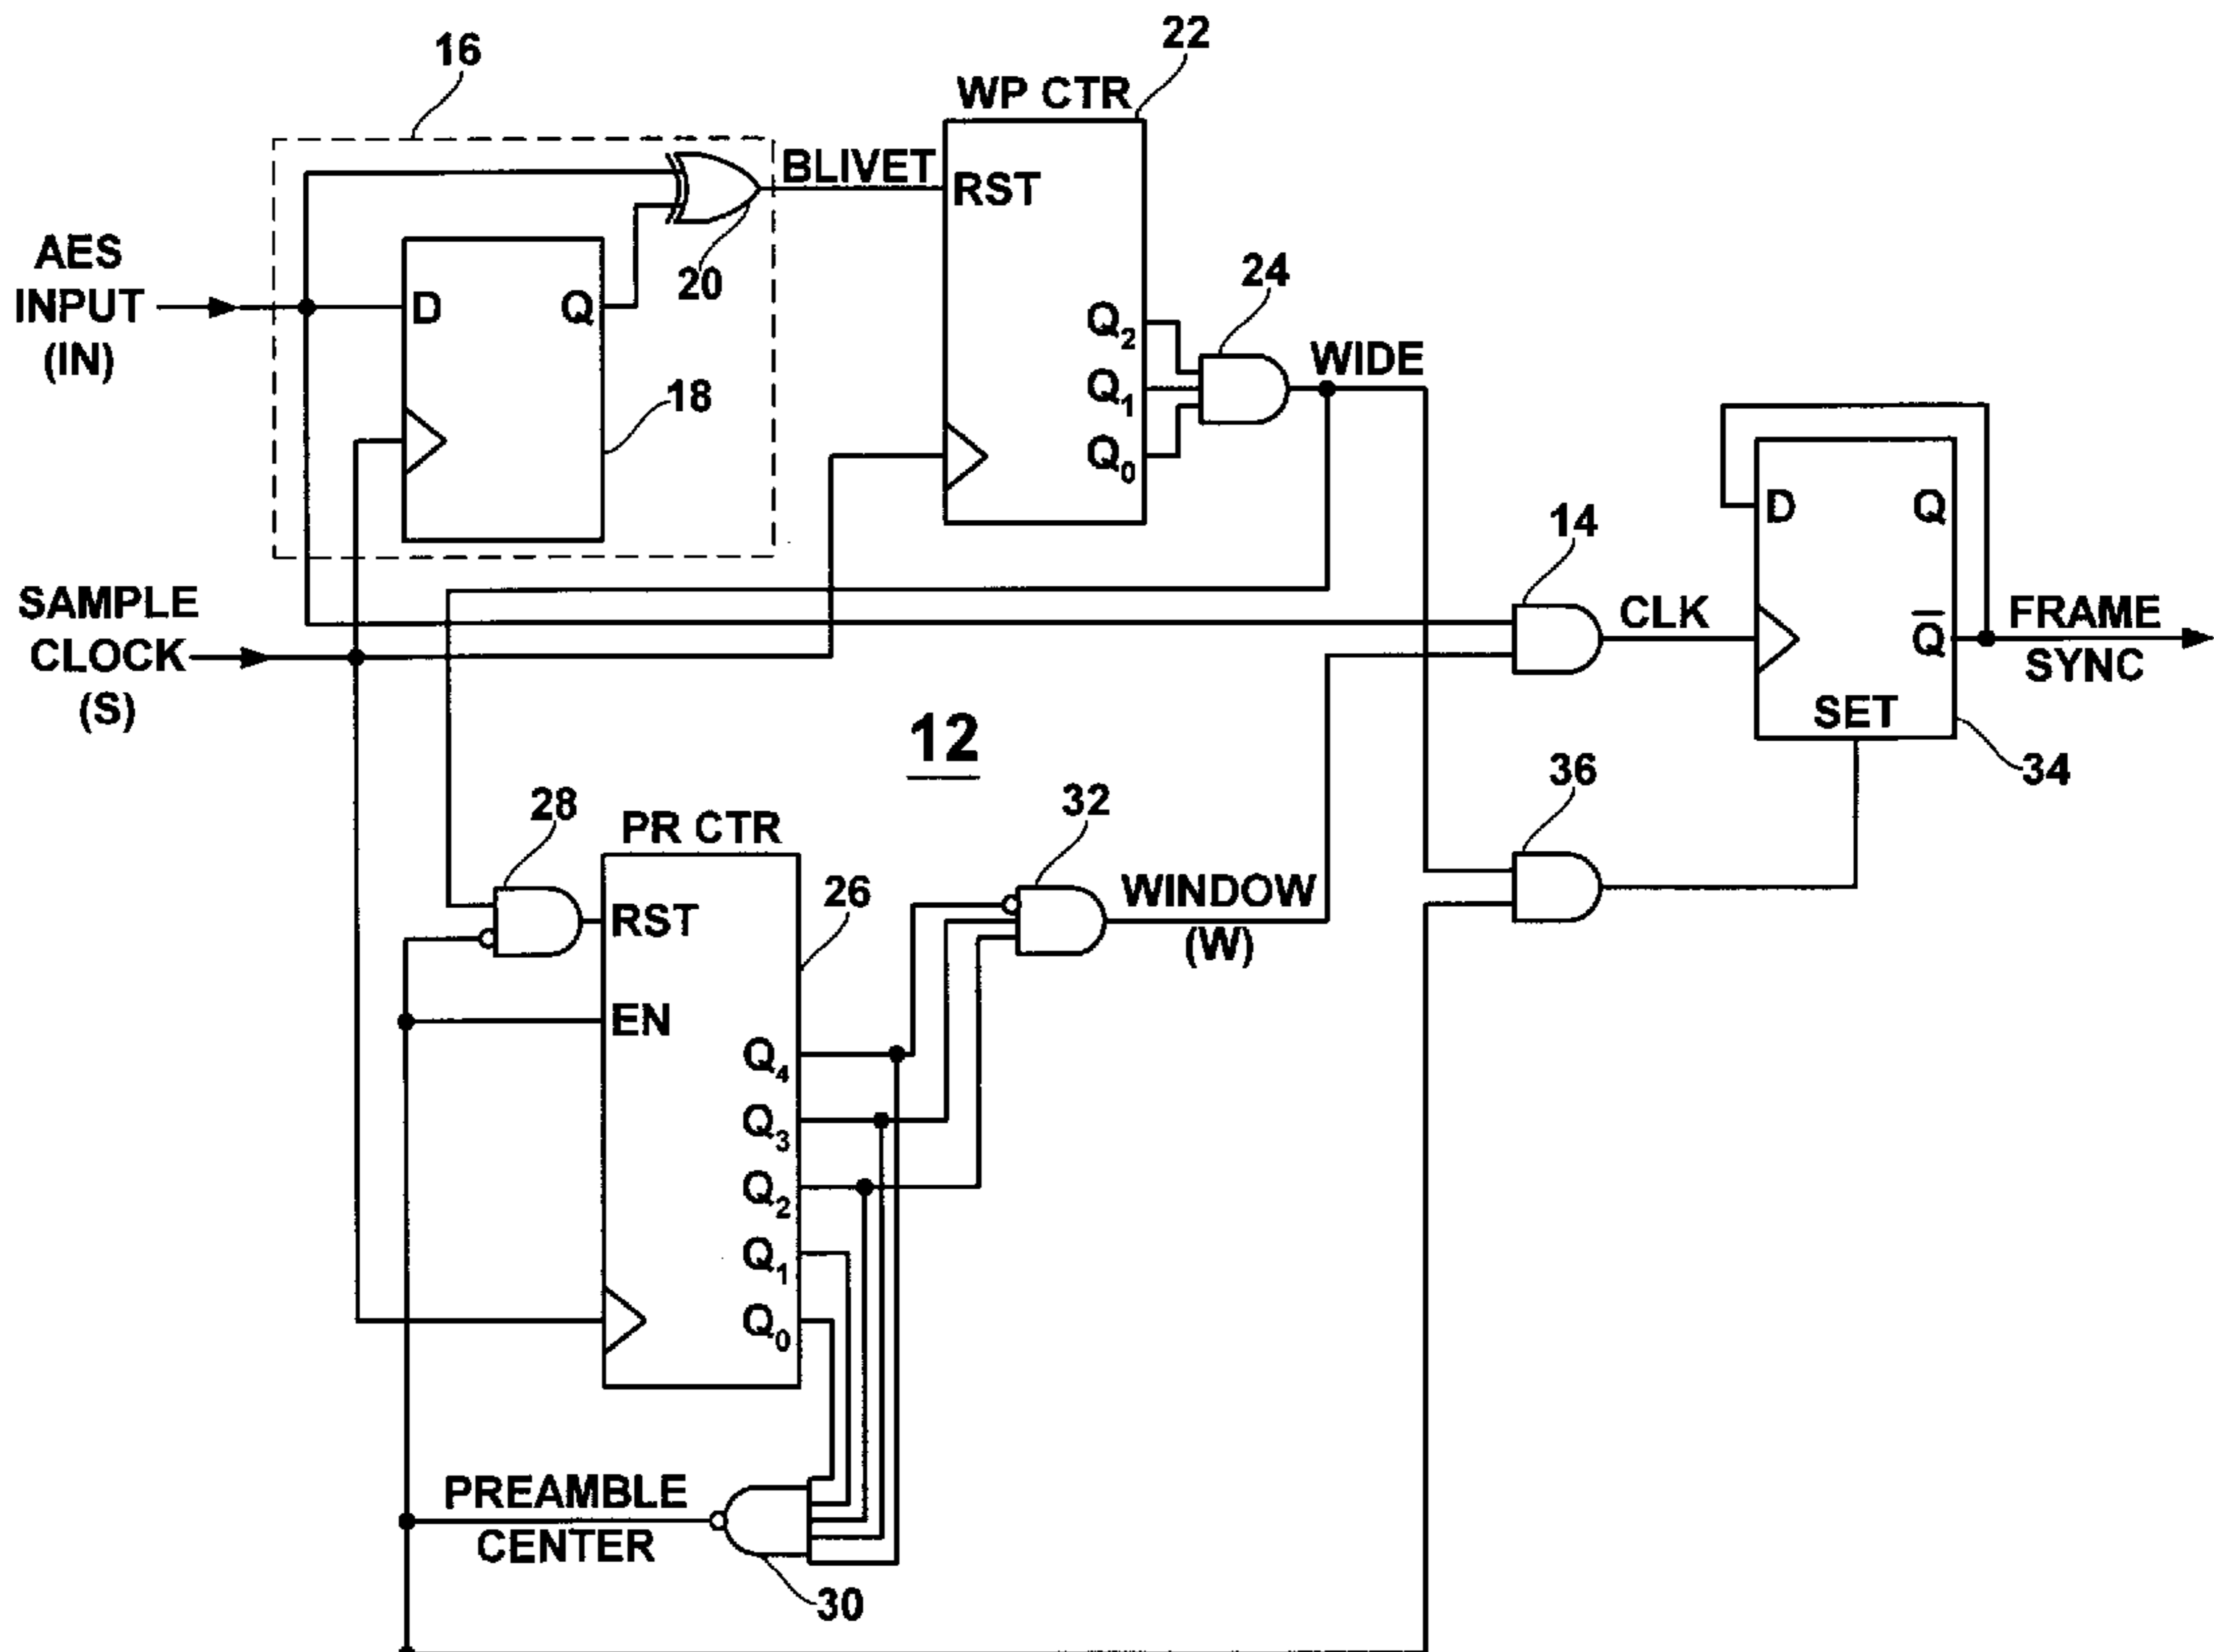 16
22
WP CTR
BLIVET
RST
AES
INPUT
(IN)
D
Q
20
18
Q2
Q1
Q0
24
WIDE
SAMPLE
CLOCK
(S)
14
CLK
D
Q
Q̅
SET
FRAME
SYNC
34
12
36
28
PR CTR
26
32
WINDOW
(W)
RST
EN
Q4
Q3
Q2
Q1
Q0
PREAMBLE
CENTER
30